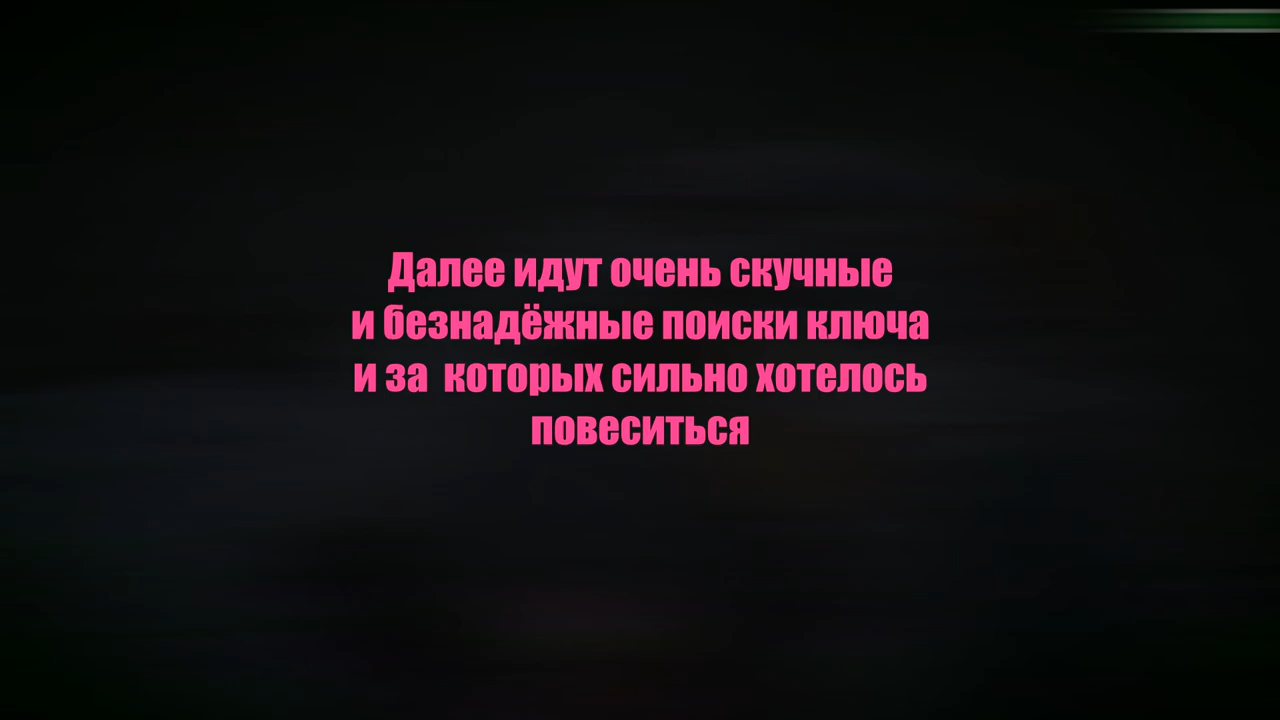 Далее идут очень скучные
и безнадёжные поиски ключа
и за  которых сильно хотелось
повеситься